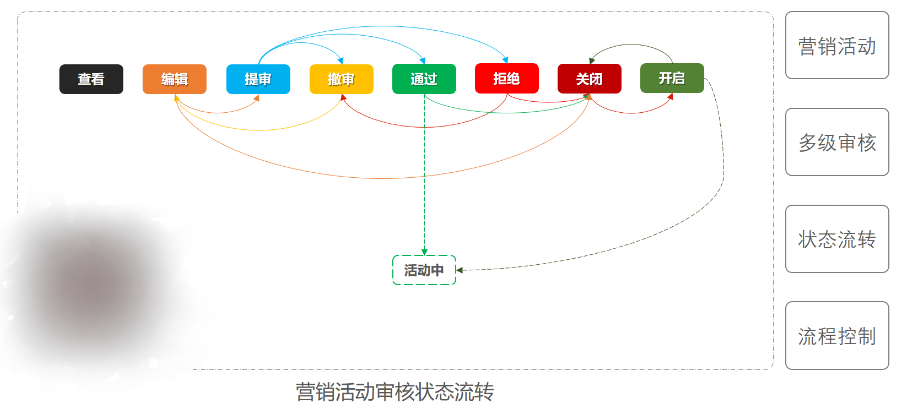 查看
编辑
提审
撤审
通过
拒绝
关闭
开启
活动中
营销活动
多级审核
状态流转
流程控制
营销活动审核状态流转